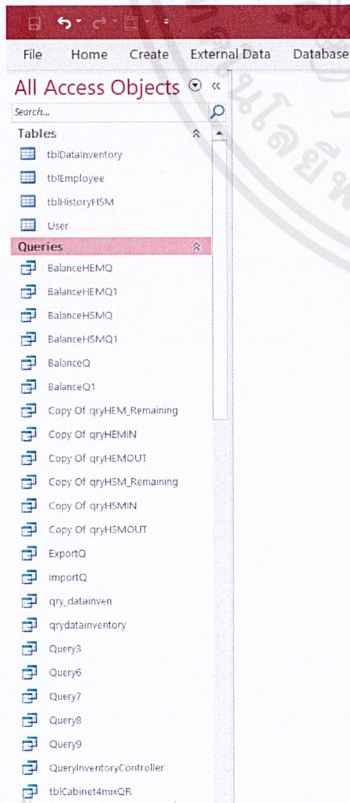 File Home Create External Data Database
All Access Objects
Search...
Tables
tblDataInventory
tblEmployee
tblHistoryHSM
User
Queries
BalanceHEMQ
BalanceHEMQ1
BalanceHSMQ
BalanceHSMQ1
BalanceQ
BalanceQ1
Copy Of qryHEM_Remaining
Copy Of qryHEMIN
Copy Of qryHEMOUT
Copy Of qryHSM_Remaining
Copy Of qryHSMIN
Copy Of qryHSMOUT
ExportQ
ImportQ
qry_datainven
qrydatainventory
Query3
Query6
Query7
Query8
Query9
QueryInventoryController
tblCabinet4mixQR